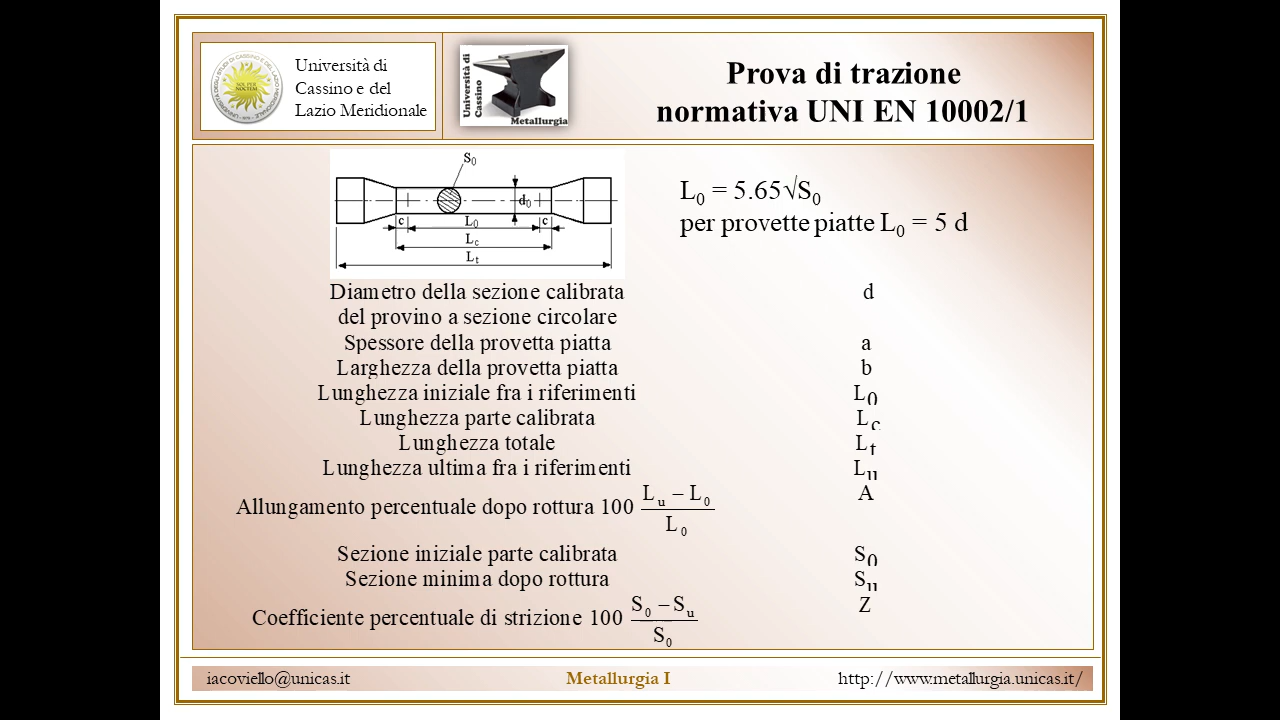 Università di
Cassino e del
Lazio Meridionale
Università di
Cassino
Metallurgia
Prova di trazione
normativa UNI EN 10002/1
S0
d0
c
L0
c
Lc
Lt
L0 = 5.65√S0
per provette piatte L0 = 5 d
Diametro della sezione calibrata d
del provino a sezione circolare
Spessore della provetta piatta a
Larghezza della provetta piatta b
Lunghezza iniziale fra i riferimenti L0
Lunghezza parte calibrata Lc
Lunghezza totale Lt
Lunghezza ultima fra i riferimenti Lu
Allungamento percentuale dopo rottura 100 (Lu – L0) / L0 A
Sezione iniziale parte calibrata S0
Sezione minima dopo rottura Su
Coefficiente percentuale di strizione 100 (S0 – Su) / S0 Z
iacoviello@unicas.it Metallurgia I http://www.metallurgia.unicas.it/